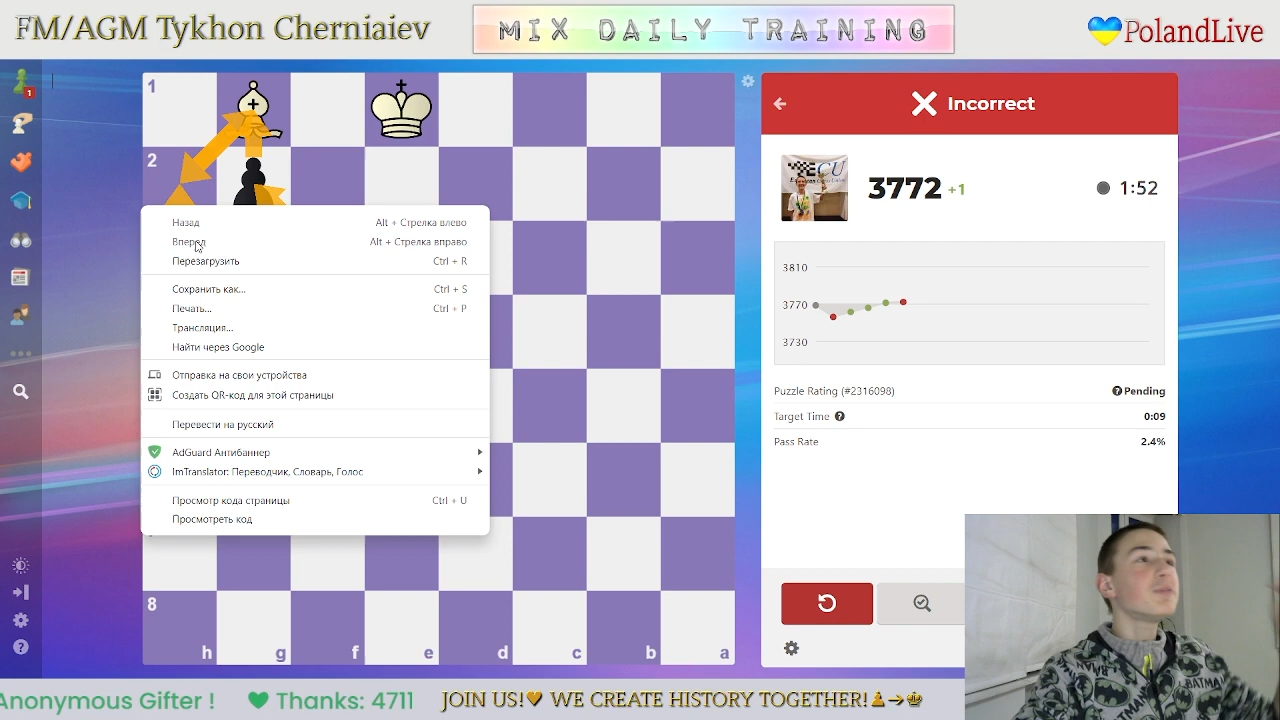 FM/AGM Tykhon Cherniaiev
MIX DAILY TRAINING
PolandLive
1
1
2
8
h g f e d c b a
Назад Alt + Стрелка влево
Вперед Alt + Стрелка вправо
Перезагрузить Ctrl + R
Сохранить как... Ctrl + S
Печать... Ctrl + P
Трансляция...
Найти через Google
Отправка на свои устройства
Создать QR-код для этой страницы
Перевести на русский
AdGuard Антибаннер
ImTranslator: Переводчик, Словарь, Голос
Просмотр кода страницы Ctrl + U
Просмотреть код
Incorrect
CU
3772 +1
1:52
3810
3770
3730
Puzzle Rating (#2316098) Pending
Target Time 0:09
Pass Rate 2.4%
BATMA
Anonymous Gifter !
Thanks: 4711
JOIN US! WE CREATE HISTORY TOGETHER!